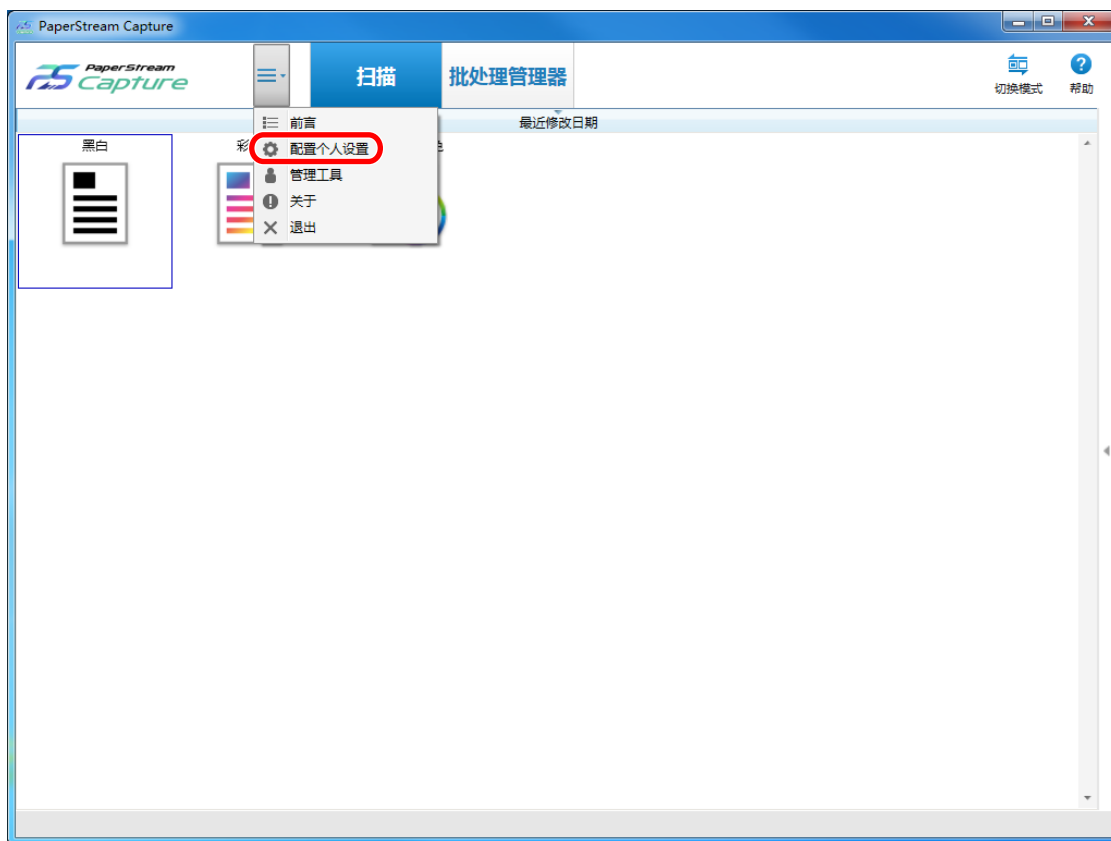 PaperStream Capture
PaperStream
Capture
扫描
批处理管理器
切换模式
帮助
最近修改日期
前言
配置个人设置
管理工具
关于
退出
黑白
彩